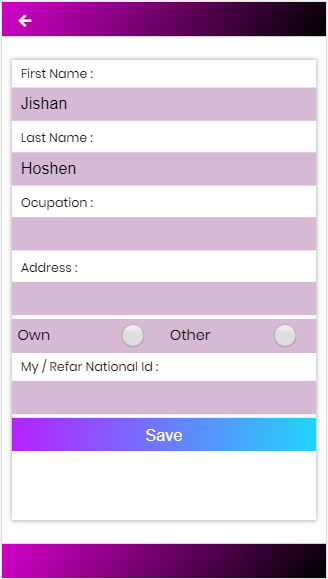 First Name :
Jishan
Last Name :
Hoshen
Ocupation :
Address :
Own Other
My / Refar National Id :
Save